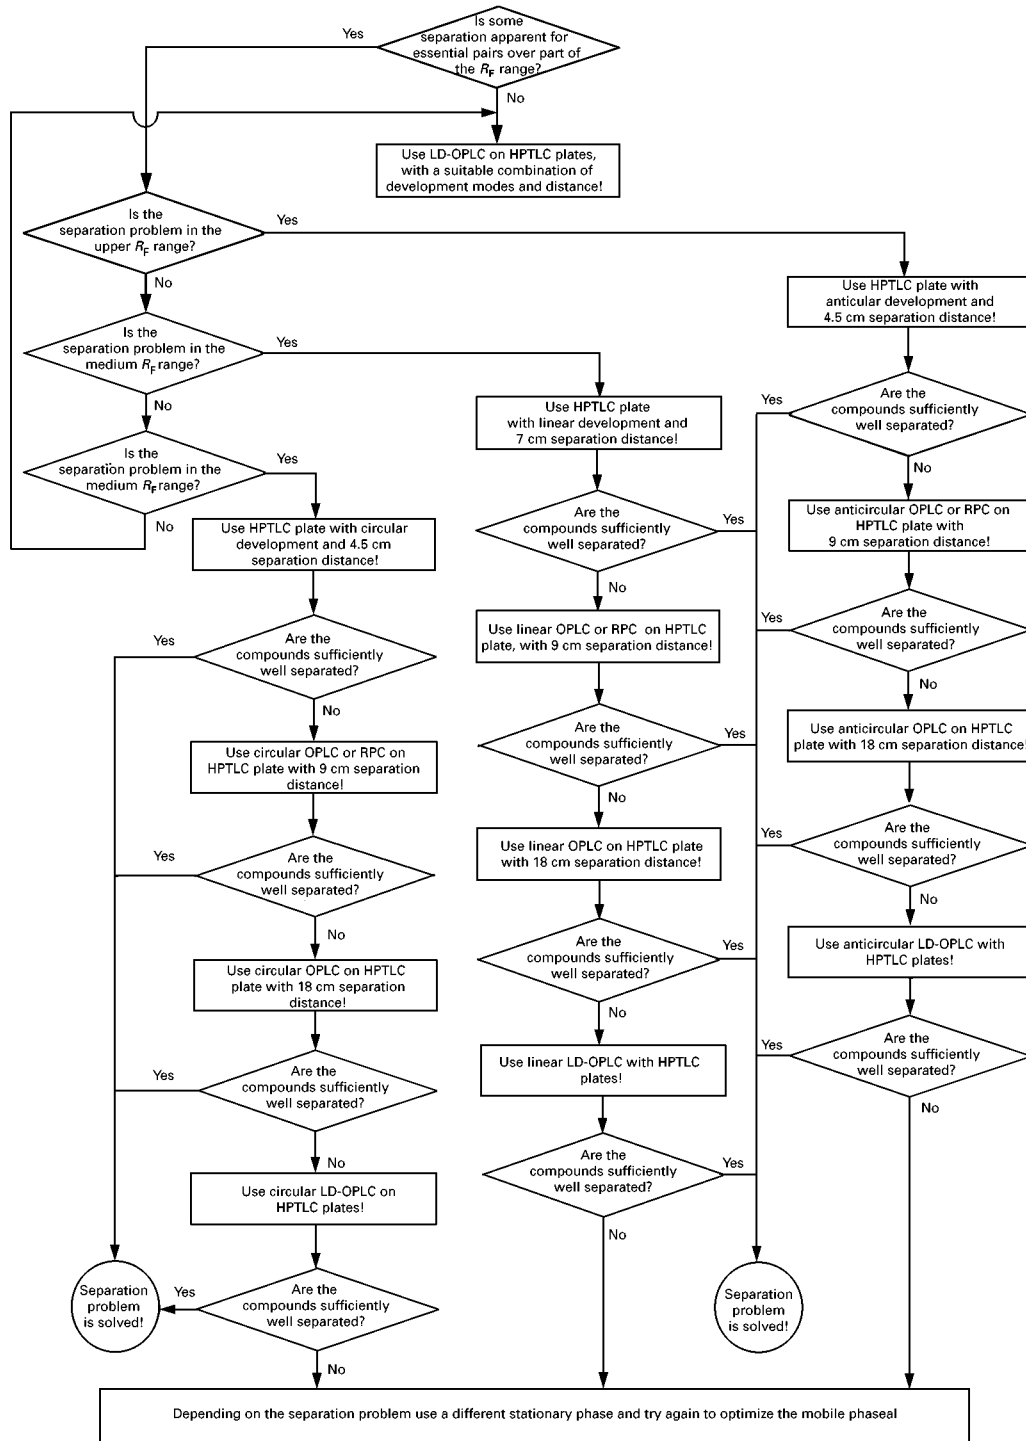 Is some
separation apparent for
essential pairs over part of
the RF range?
Yes
No
Use LD-OPLC on HPTLC plates,
with a suitable combination of
development modes and distance!
Is the
separation problem in the
upper RF range?
Yes
No
Use HPTLC plate with
anticular development and
4.5 cm separation distance!
Is the
separation problem in the
medium RF range?
Yes
No
Use HPTLC plate
with linear development and
7 cm separation distance!
Are the
compounds sufficiently
well separated?
Yes
No
Is the
separation problem in the
medium RF range?
Yes
No
Use HPTLC plate with circular
development and 4.5 cm
separation distance!
Are the
compounds sufficiently
well separated?
Yes
No
Use anticircular OPLC or RPC on
HPTLC plate with
9 cm separation distance!
Are the
compounds sufficiently
well separated?
Yes
No
Use linear OPLC or RPC on HPTLC
plate, with 9 cm separation distance!
Are the
compounds sufficiently
well separated?
Yes
No
Are the
compounds sufficiently
well separated?
Yes
No
Use circular OPLC or RPC on
HPTLC plate with 9 cm separation
distance!
Are the
compounds sufficiently
well separated?
Yes
No
Use anticircular OPLC on HPTLC
plate with 18 cm separation distance!
Are the
compounds sufficiently
well separated?
Yes
No
Use linear OPLC on HPTLC plate
with 18 cm separation distance!
Are the
compounds sufficiently
well separated?
Yes
No
Use circular OPLC on HPTLC
plate with 18 cm separation
distance!
Are the
compounds sufficiently
well separated?
Yes
No
Use anticircular LD-OPLC with
HPTLC plates!
Are the
compounds sufficiently
well separated?
Yes
No
Use linear LD-OPLC with HPTLC
plates!
Are the
compounds sufficiently
well separated?
Yes
No
Use circular LD-OPLC on
HPTLC plates!
Are the
compounds sufficiently
well separated?
Yes
No
Separation
problem
is solved!
Separation
problem
is solved!
Depending on the separation problem use a different stationary phase and try again to optimize the mobile phaseal